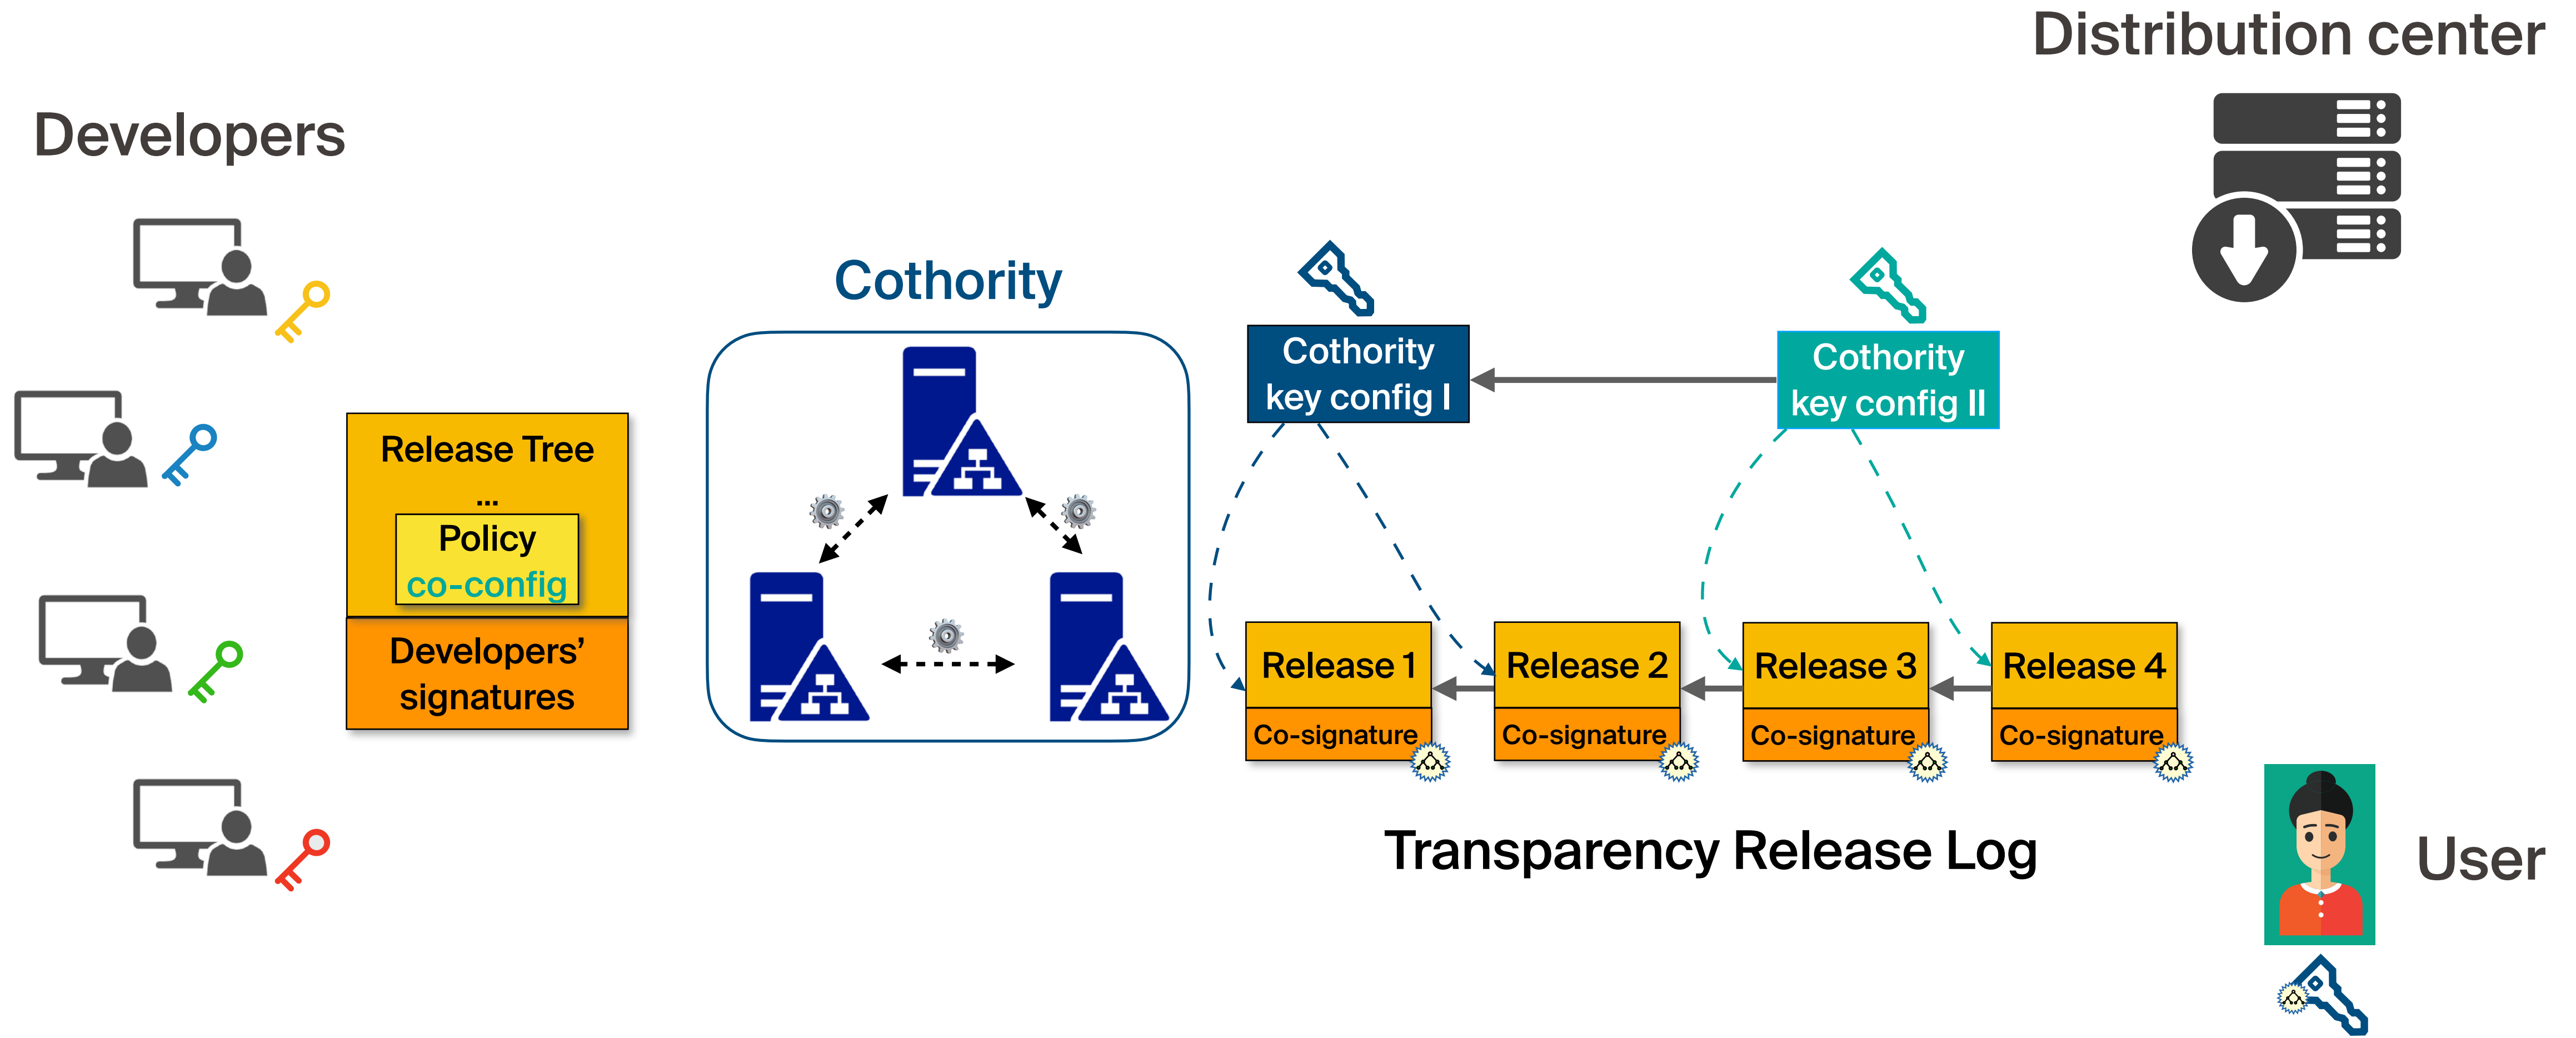 Distribution center
Developers
Cothority
Cothority
key config I
Cothority
key config II
Release Tree
...
Policy
co-config
Developers’
signatures
Release 1
Co-signature
Release 2
Co-signature
Release 3
Co-signature
Release 4
Co-signature
Transparency Release Log
User